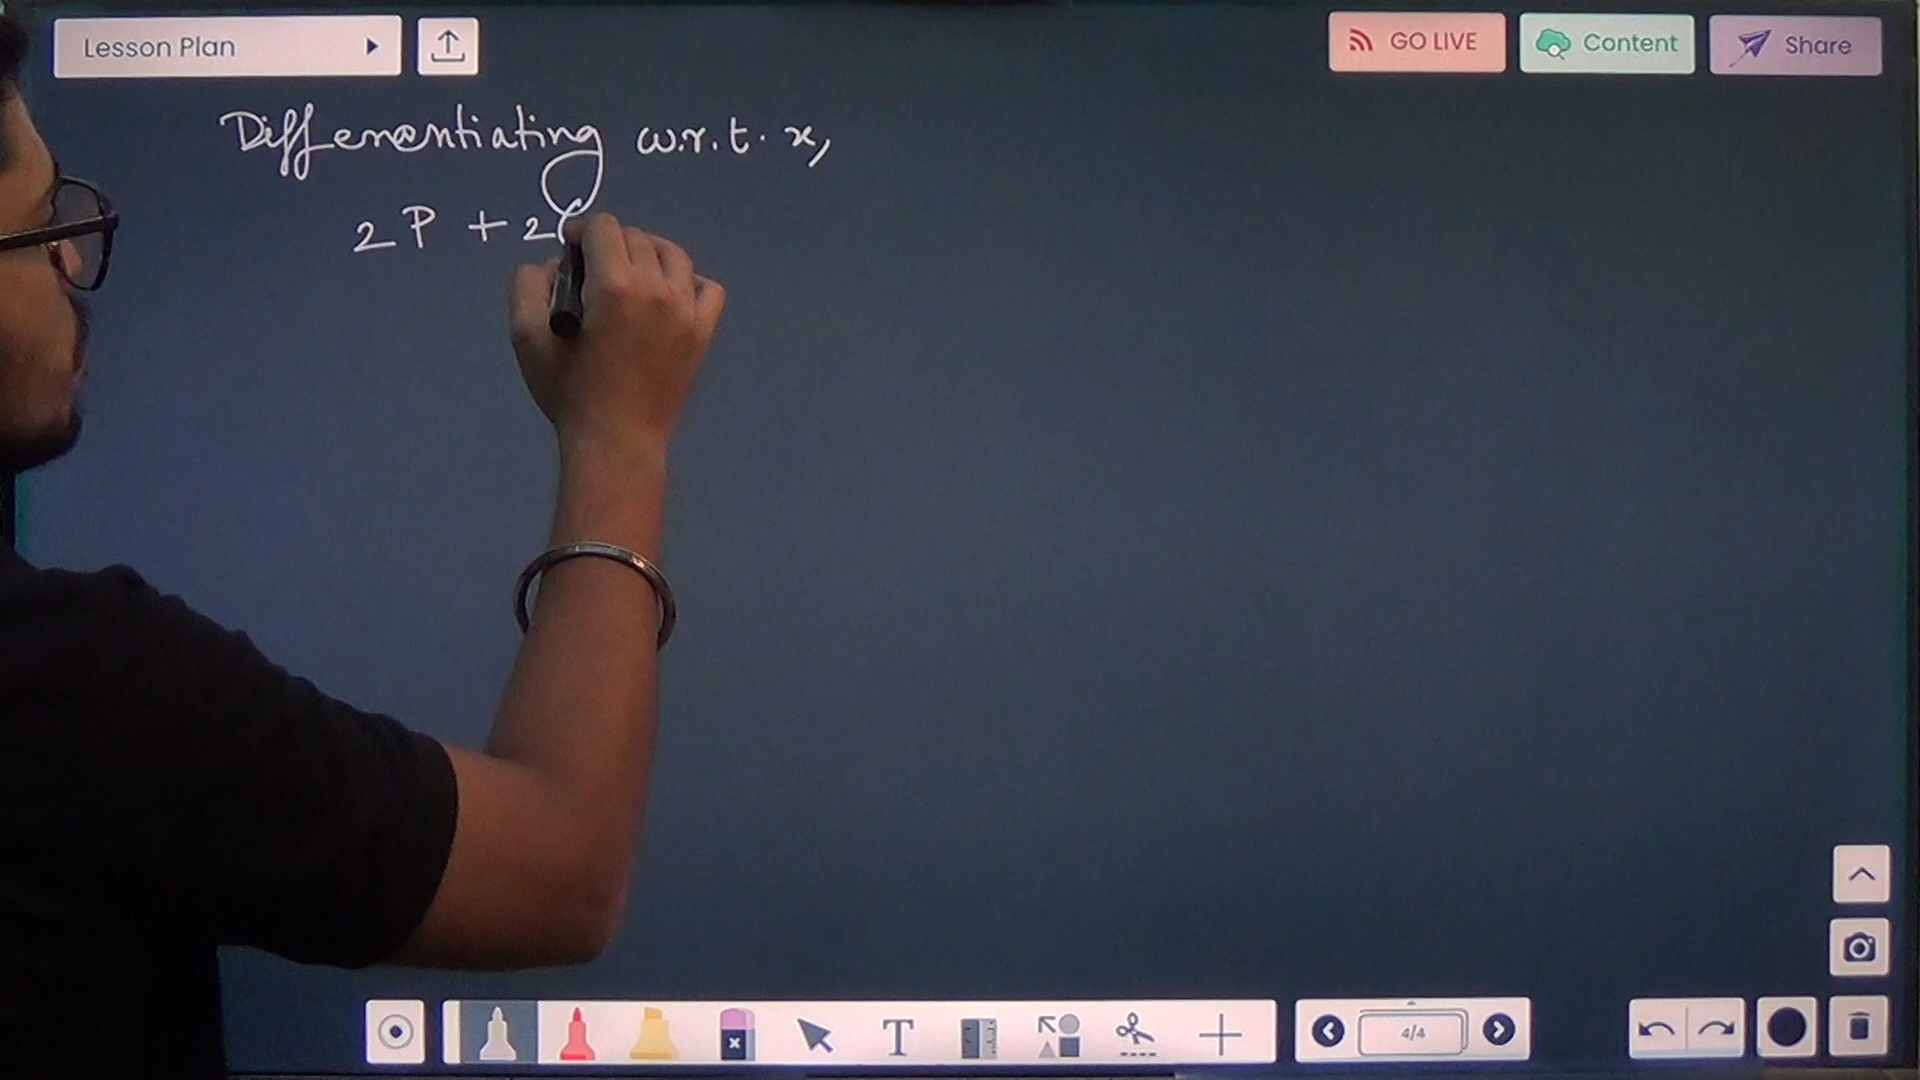 Lesson Plan
GO LIVE
Content
Share
Differentiating w.r.t. x,
2P + 2
T
4/4